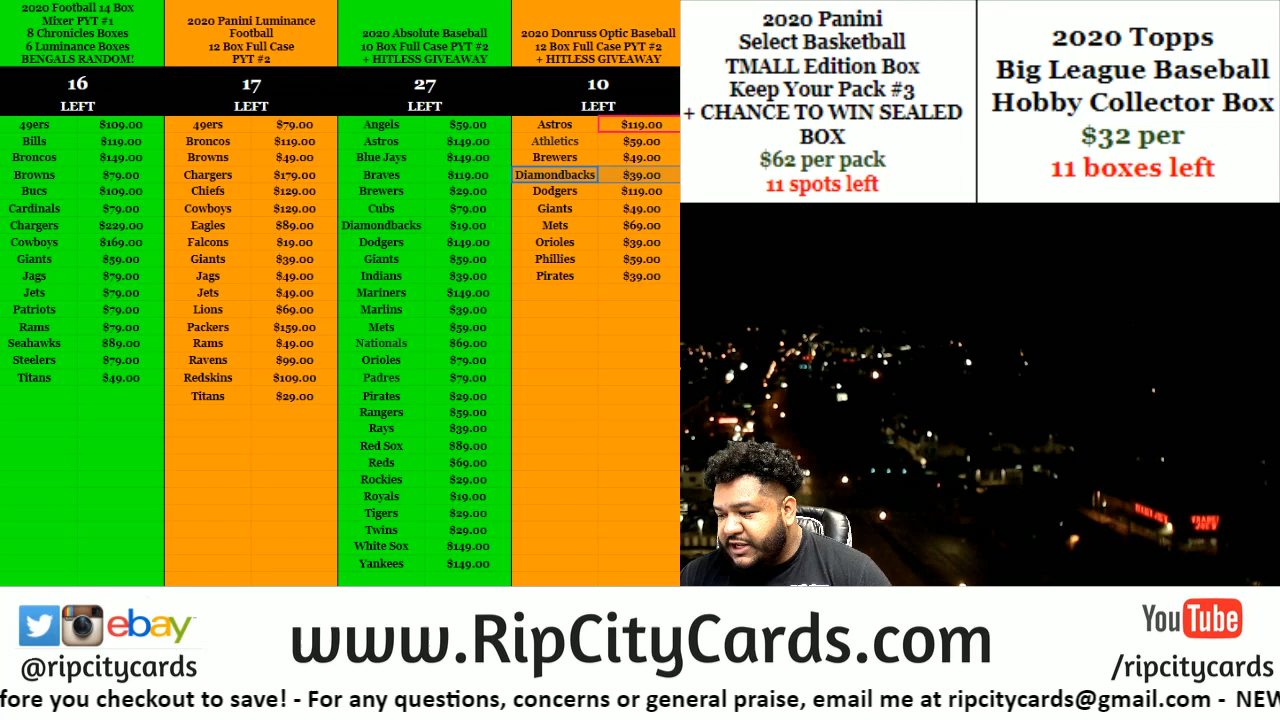 2020 Football 14 Box
Mixer PYT #1
8 Chronicles Boxes
6 Luminance Boxes
BENGALS RANDOM!
16
LEFT
49ers $109.00
Bills $119.00
Broncos $149.00
Browns $79.00
Bucs $109.00
Cardinals $79.00
Chargers $229.00
Cowboys $169.00
Giants $59.00
Jags $79.00
Jets $79.00
Patriots $79.00
Rams $79.00
Seahawks $89.00
Steelers $79.00
Titans $49.00
2020 Panini Luminance
Football
12 Box Full Case
PYT #2
17
LEFT
49ers $79.00
Broncos $119.00
Browns $49.00
Chargers $179.00
Chiefs $129.00
Cowboys $129.00
Eagles $89.00
Falcons $19.00
Giants $39.00
Jags $49.00
Jets $49.00
Lions $69.00
Packers $159.00
Rams $49.00
Ravens $99.00
Redskins $109.00
Titans $29.00
2020 Absolute Baseball
10 Box Full Case PYT #2
+ HITLESS GIVEAWAY
27
LEFT
Angels $59.00
Astros $149.00
Blue Jays $149.00
Braves $119.00
Brewers $29.00
Cubs $79.00
Diamondbacks $19.00
Dodgers $149.00
Giants $59.00
Indians $39.00
Mariners $149.00
Marlins $39.00
Mets $59.00
Nationals $69.00
Orioles $79.00
Padres $79.00
Pirates $29.00
Rangers $59.00
Rays $39.00
Red Sox $89.00
Reds $69.00
Rockies $29.00
Royals $19.00
Tigers $29.00
Twins $29.00
White Sox $149.00
Yankees $149.00
2020 Donruss Optic Baseball
12 Box Full Case PYT #2
+ HITLESS GIVEAWAY
10
LEFT
Astros $119.00
Athletics $59.00
Brewers $49.00
Diamondbacks $39.00
Dodgers $119.00
Giants $49.00
Mets $69.00
Orioles $39.00
Phillies $59.00
Pirates $39.00
2020 Panini
Select Basketball
TMALL Edition Box
Keep Your Pack #3
+ CHANCE TO WIN SEALED
BOX
$62 per pack
11 spots left
2020 Topps
Big League Baseball
Hobby Collector Box
$32 per
11 boxes left
ebay
@ripcitycards
www.RipCityCards.com
YouTube
/ripcitycards
fore you checkout to save! - For any questions, concerns or general praise, email me at ripcitycards@gmail.com - NEW